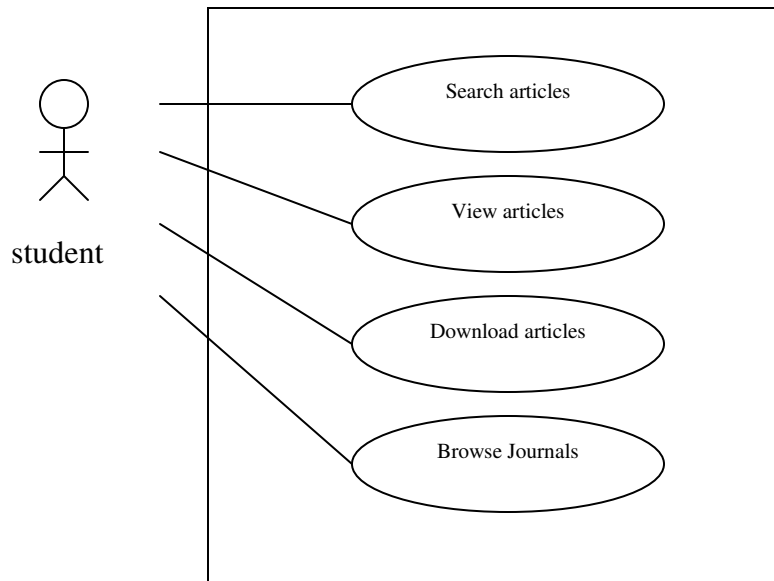 Search articles
View articles
student
Download articles
Browse Journals